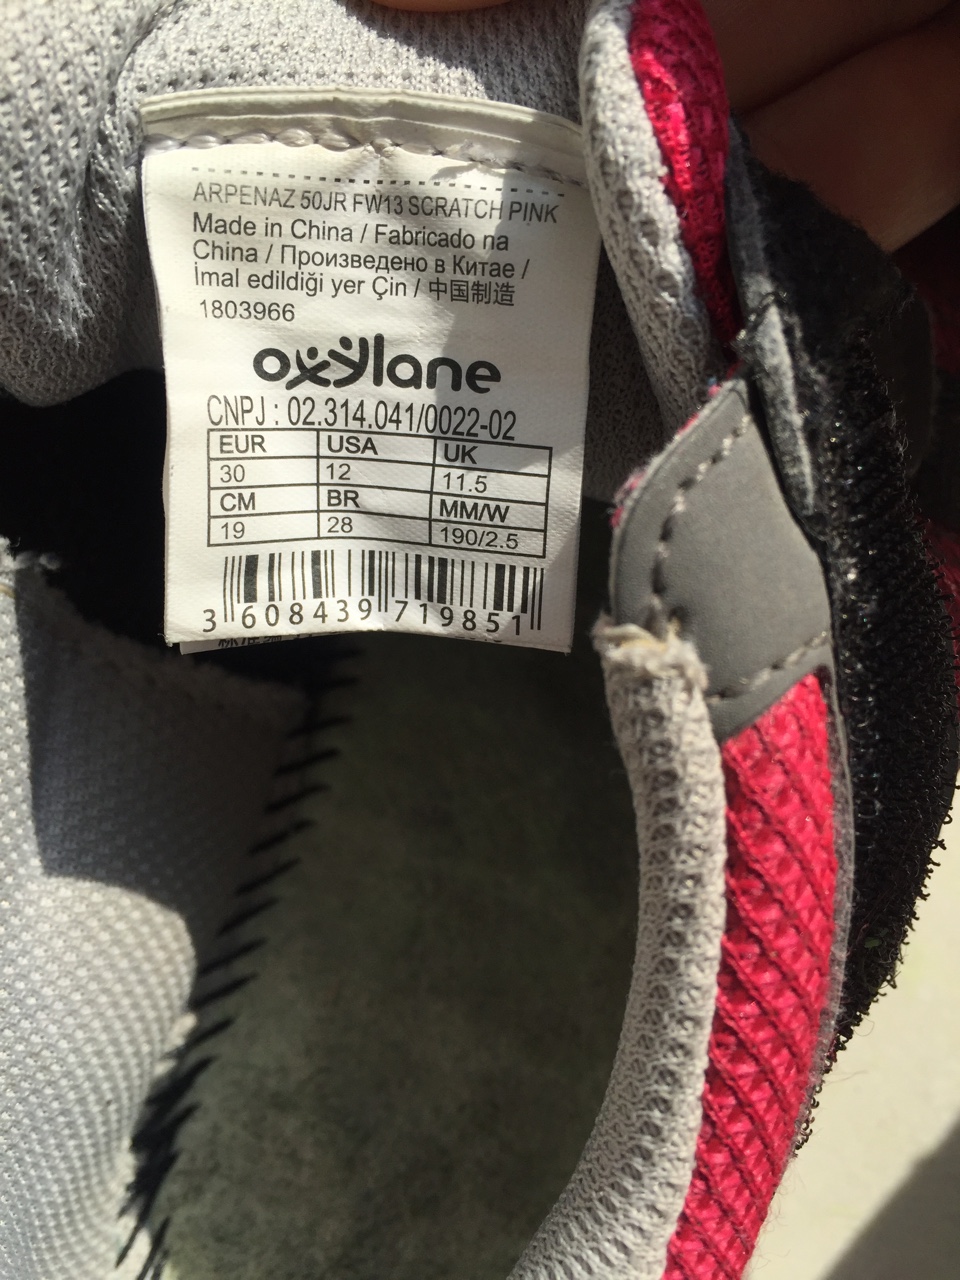 ARPENAZ 50JR FW13 SCRATCH PINK
Made in China / Fabricado na
China / Произведено в Китае /
İmal edildiği yer Çin / 中国制造
1803966
oxylane
CNPJ : 02.314.041/0022-02
EUR USA UK
30 12 11.5
CM BR MM/W
19 28 190/2.5
3 608439 719851